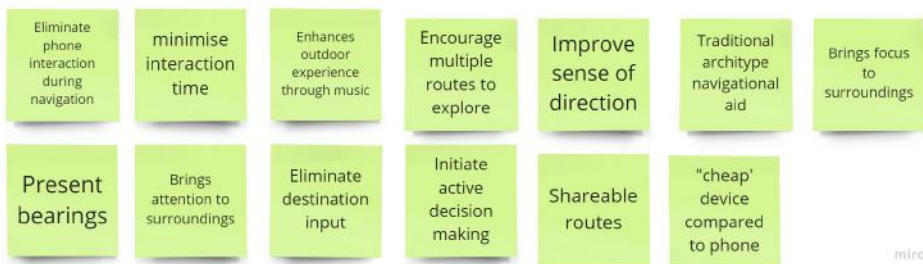 Eliminate
phone
interaction
during
navigation
minimise
interaction
time
Enhances
outdoor
experience
through music
Encourage
multiple
routes to
explore
Improve
sense of
direction
Traditional
architype
navigational
aid
Brings focus
to
surroundings
Present
bearings
Brings
attention to
surroundings
Eliminate
destination
input
Initiate
active
decision
making
Shareable
routes
"cheap'
device
compared
to phone
miro